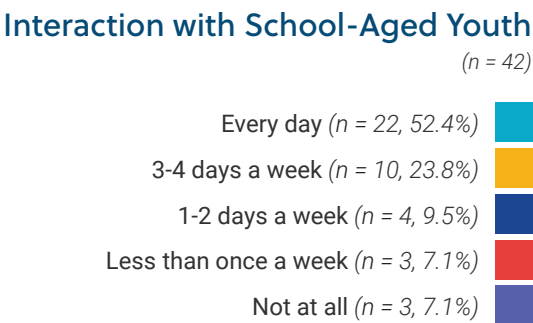 Interaction with School-Aged Youth
(n = 42)
Every day (n = 22, 52.4%)
3-4 days a week (n = 10, 23.8%)
1-2 days a week (n = 4, 9.5%)
Less than once a week (n = 3, 7.1%)
Not at all (n = 3, 7.1%)